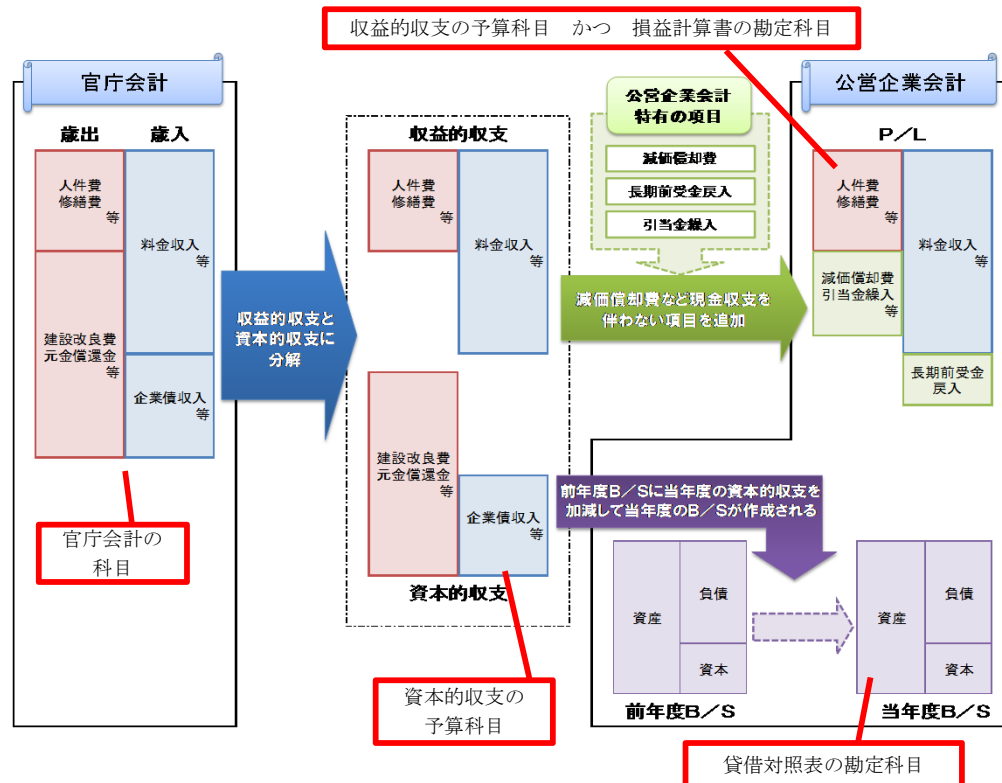 収益的収支の予算科目　かつ　損益計算書の勘定科目
官庁会計
歳出
歳入
人件費
修繕費
等
料金収入
等
建設改良費
元金償還金
等
企業債収入
等
官庁会計の
科目
収益的収支と
資本的収支に
分解
収益的収支
人件費
修繕費
等
料金収入
等
建設改良費
元金償還金
等
企業債収入
等
資本的収支
資本的収支の
予算科目
公営企業会計
特有の項目
減価償却費
長期前受金戻入
引当金繰入
減価償却費など現金収支を
伴わない項目を追加
公営企業会計
P/L
人件費
修繕費
等
料金収入
等
減価償却費
引当金繰入
等
長期前受金
戻入
前年度B/Sに当年度の資本的収支を
加減して当年度のB/Sが作成される
資産
負債
資本
前年度B/S
資産
負債
資本
当年度B/S
貸借対照表の勘定科目